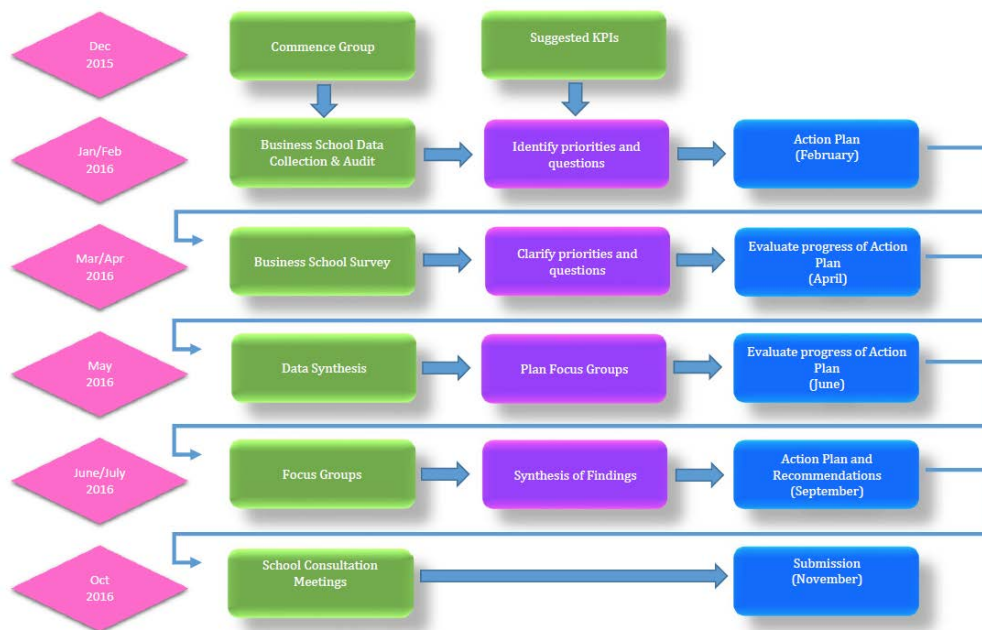 Dec
2015
Commence Group
Suggested KPIs
Jan/Feb
2016
Business School Data
Collection & Audit
Identify priorities and
questions
Action Plan
(February)
Mar/Apr
2016
Business School Survey
Clarify priorities and
questions
Evaluate progress of Action
Plan
(April)
May
2016
Data Synthesis
Plan Focus Groups
Evaluate progress of Action
Plan
(June)
June/July
2016
Focus Groups
Synthesis of Findings
Action Plan and
Recommendations
(September)
Oct
2016
School Consultation
Meetings
Submission
(November)